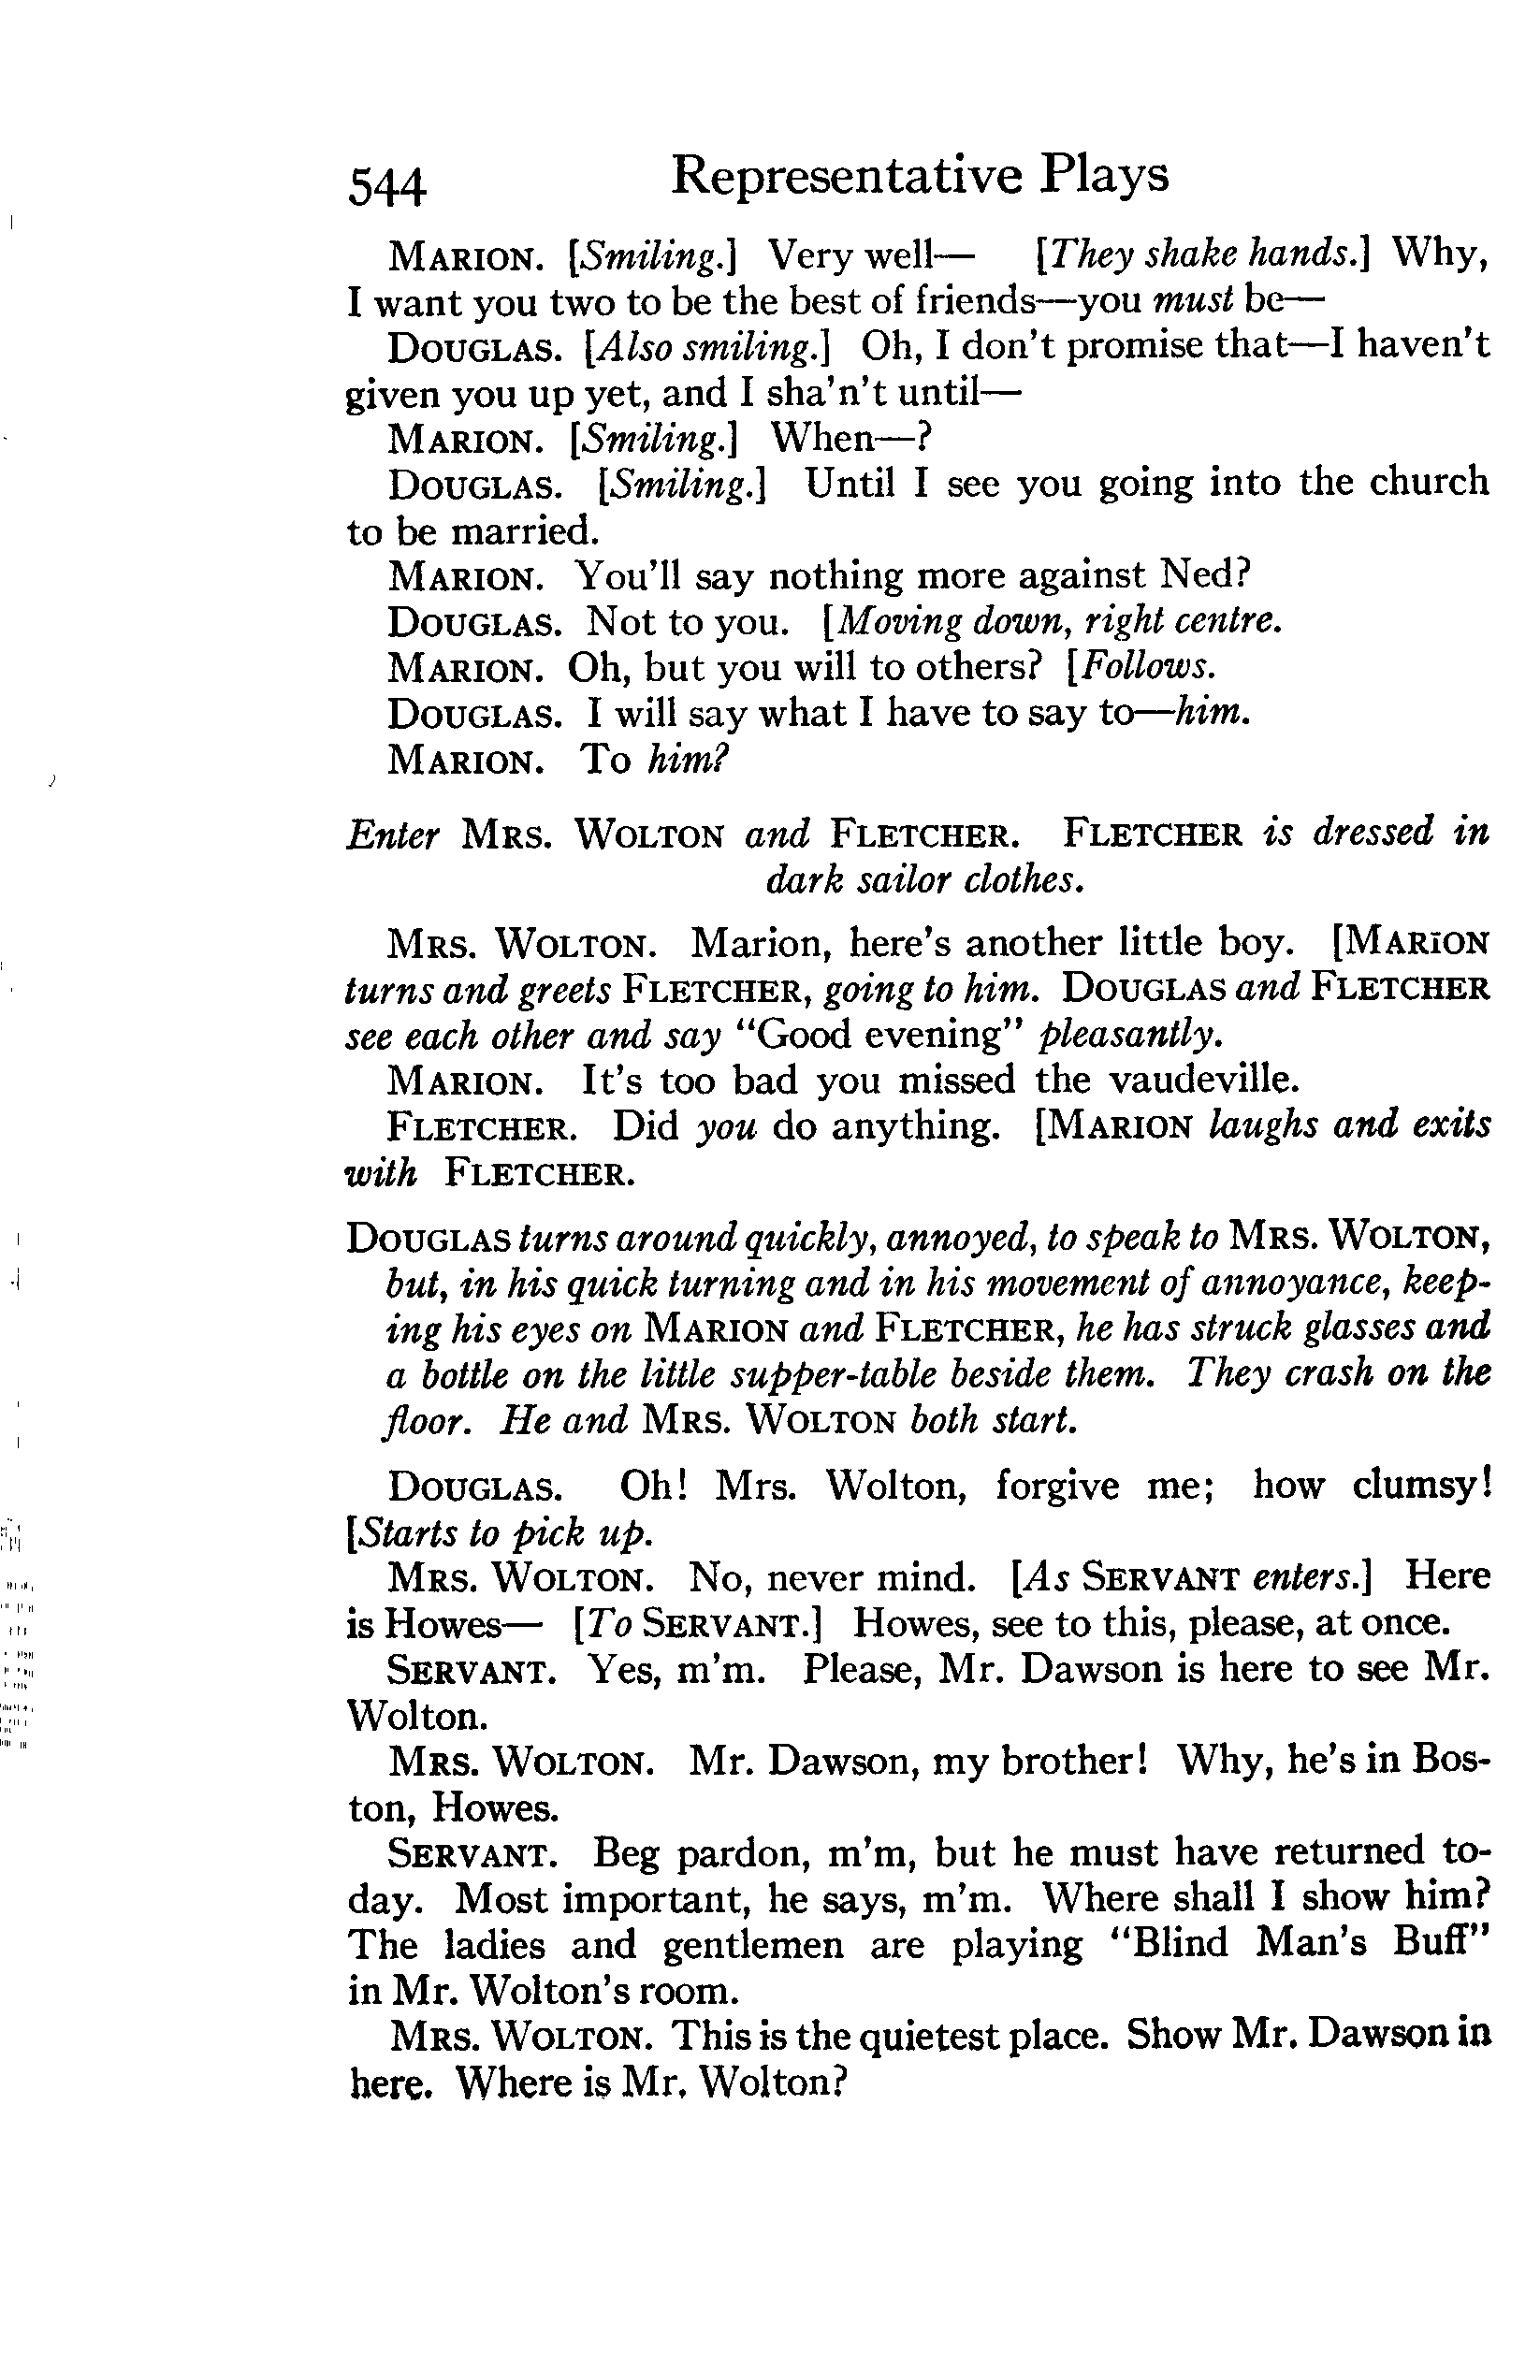 544 Representative Plays
MARION. [Smiling.] Very well— [They shake hands.] Why,
I want you two to be the best of friends—you must be—
DOUGLAS. [Also smiling.] Oh, I don't promise that—I haven't
given you up yet, and I sha'n't until—
MARION. [Smiling.] When—?
DOUGLAS. [Smiling.] Until I see you going into the church
to be married.
MARION. You'll say nothing more against Ned?
DOUGLAS. Not to you. [Moving down, right centre.
MARION. Oh, but you will to others? [Follows.
DOUGLAS. I will say what I have to say to—him.
MARION. To him?
Enter MRS. WOLTON and FLETCHER. FLETCHER is dressed in
dark sailor clothes.
MRS. WOLTON. Marion, here's another little boy. [MARION
turns and greets FLETCHER, going to him. DOUGLAS and FLETCHER
see each other and say "Good evening" pleasantly.
MARION. It's too bad you missed the vaudeville.
FLETCHER. Did you do anything. [MARION laughs and exits
with FLETCHER.
DOUGLAS turns around quickly, annoyed, to speak to MRS. WOLTON,
but, in his quick turning and in his movement of annoyance, keep-
ing his eyes on MARION and FLETCHER, he has struck glasses and
a bottle on the little supper-table beside them. They crash on the
floor. He and MRS. WOLTON both start.
DOUGLAS. Oh! Mrs. Wolton, forgive me; how clumsy!
[Starts to pick up.
MRS. WOLTON. No, never mind. [As SERVANT enters.] Here
is Howes— [To SERVANT.] Howes, see to this, please, at once.
SERVANT. Yes, m'm. Please, Mr. Dawson is here to see Mr.
Wolton.
MRS. WOLTON. Mr. Dawson, my brother! Why, he's in Bos-
ton, Howes.
SERVANT. Beg pardon, m'm, but he must have returned to-
day. Most important, he says, m'm. Where shall I show him?
The ladies and gentlemen are playing "Blind Man's Buff"
in Mr. Wolton's room.
MRS. WOLTON. This is the quietest place. Show Mr. Dawson in
here. Where is Mr. Wolton?